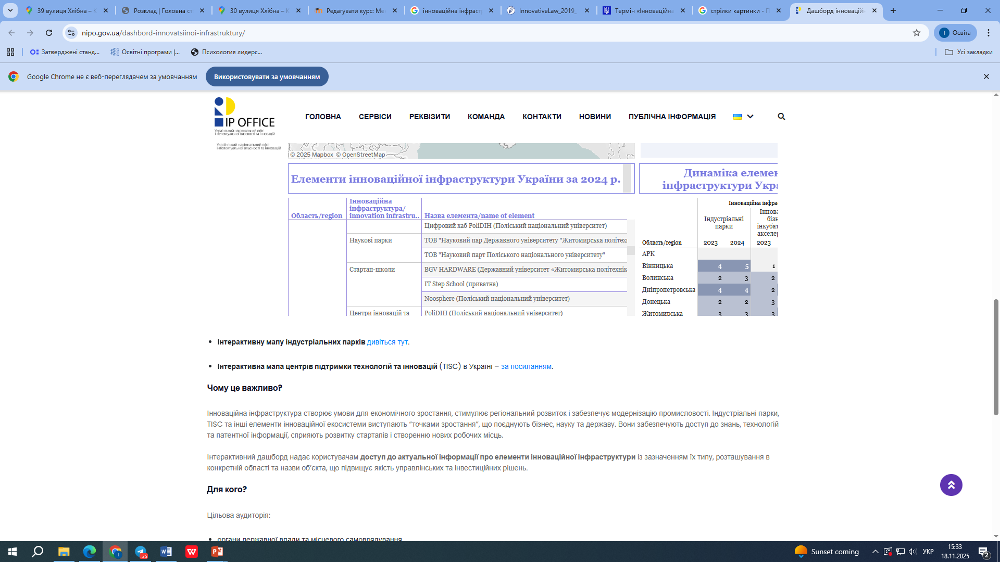 39 вулиця Хлібна – К
Розклад | Головна ст
30 вулиця Хлібна – К
Редагувати курс: Ме
інноваційна інфраст
InnovativeLaw_2019_
Термін «Інноваційна
стрілки картинки - П
Дашборд інноваційн
nipo.gov.ua/dashbord-innovatsiinoi-infrastruktury/
Освіта
Затверджені станд...
Освітні програми |...
Психология лидерс...
Усі закладки
Google Chrome не є веб-переглядачем за умовчанням
Використовувати за умовчанням
IP OFFICE
Український національний офіс
інтелектуальної власності та інновацій
ГОЛОВНА СЕРВІСИ РЕКВІЗИТИ КОМАНДА КОНТАКТИ НОВИНИ ПУБЛІЧНА ІНФОРМАЦІЯ
Український національний офіс
інтелектуальної власності та інновацій
© 2025 Mapbox © OpenStreetMap
Елементи інноваційної інфраструктури України за 2024 р.
Область/region
Інноваційна
інфраструктура/
innovation infrastru..
Назва елемента/name of element
Цифровий хаб PoliDIH (Поліський національний університет)
Наукові парки
ТОВ "Науковий пар Державного університету "Житомирська політехн
ТОВ "Науковий парт Поліського національного університету"
Стартап-школи
BGV HARDWARE (Державний університет «Житомирська політехнік
IT Step School (приватна)
Noosphere (Поліський національний університет)
Центри інновацій та
PoliDIH (Поліський національний університет)
Динаміка елемен
інфраструктури Укра
Інноваційна інфра
Індустріальні
парки
Іннова
бізн
інкубат
акселер
Область/region 2023 2024 2023
АРК
Вінницька 4 5 1
Волинська 2 3 2
Дніпропетровська 4 4 2
Донецька 2 2 3
Житомирська 3 3 3
• Інтерактивну мапу індустріальних парків дивіться тут.
• Інтерактивна мапа центрів підтримки технологій та інновацій (TISC) в Україні – за посиланням.
Чому це важливо?
Інноваційна інфраструктура створює умови для економічного зростання, стимулює регіональний розвиток і забезпечує модернізацію промисловості. Індустріальні парки,
TISC та інші елементи інноваційної екосистеми виступають “точками зростання”, що поєднують бізнес, науку та державу. Вони забезпечують доступ до знань, технологій
та патентної інформації, сприяють розвитку стартапів і створенню нових робочих місць.
Інтерактивний дашборд надає користувачам доступ до актуальної інформації про елементи інноваційної інфраструктури із зазначенням їх типу, розташування в
конкретній області та назви об’єкта, що підвищує якість управлінських та інвестиційних рішень.
Для кого?
Цільова аудиторія:
• органи державної влади та місцевого самоврядування
Sunset coming
УКР
15:33
18.11.2025
2
.25